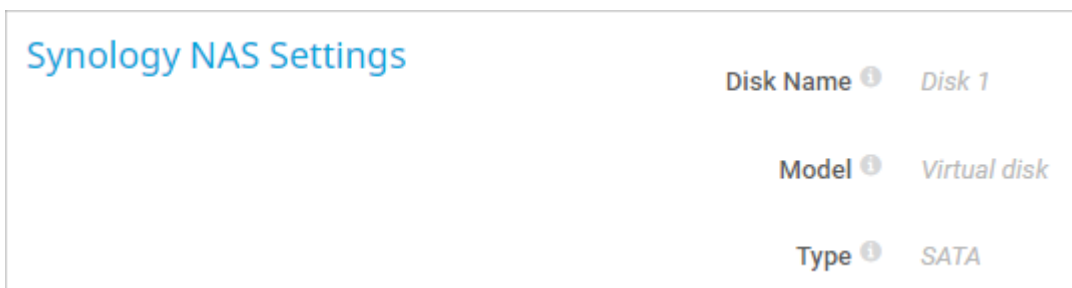 Synology NAS Settings
Disk Name Disk 1
Model Virtual disk
Type SATA